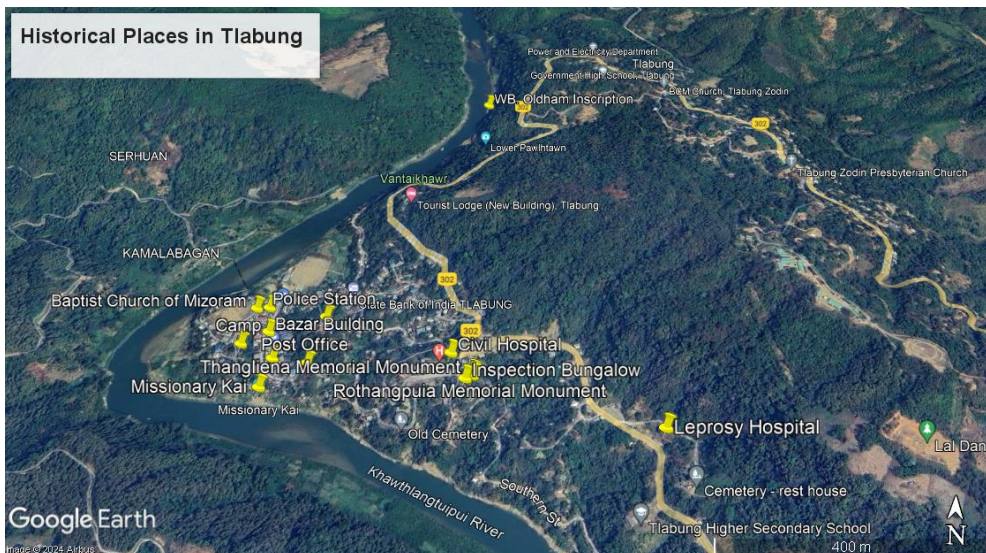 Historical Places in Tlabung
Power and Electricity Department
Tlabung
Government High School, Tlabung
BCM Church, Tlabung Zodin
WB Oldham Inscription
302
302
Lower Pawlhtawn
SERHUAN
Tlabung Zodin Presbyterian Church
Vantaikhawr
Tourist Lodge (New Building), Tlabung
KAMALABAGAN
302
Baptist Church of Mizoram
Police Station
State Bank of India TLABUNG
Camp
Bazar Building
302
Post Office
Civil Hospital
Thangliena Memorial Monument
Inspection Bungalow
Missionary Kai
Rothangpuia Memorial Monument
Missionary Kai
Old Cemetery
Leprosy Hospital
Lal Dan
Khawthlangtuipui River
Southern St
Cemetery - rest house
Google Earth
Tlabung Higher Secondary School
N
400 m
Image © 2024 Airbus